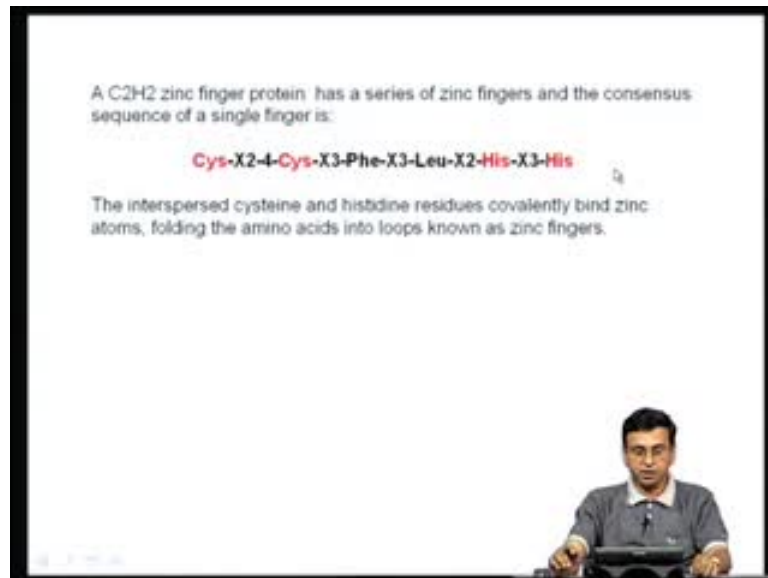 A C2H2 zinc finger protein has a series of zinc fingers and the consensus
sequence of a single finger is:
Cys-X2-4-Cys-X3-Phe-X3-Leu-X2-His-X3-His
The interspersed cysteine and histidine residues covalently bind zinc
atoms, folding the amino acids into loops known as zinc fingers.